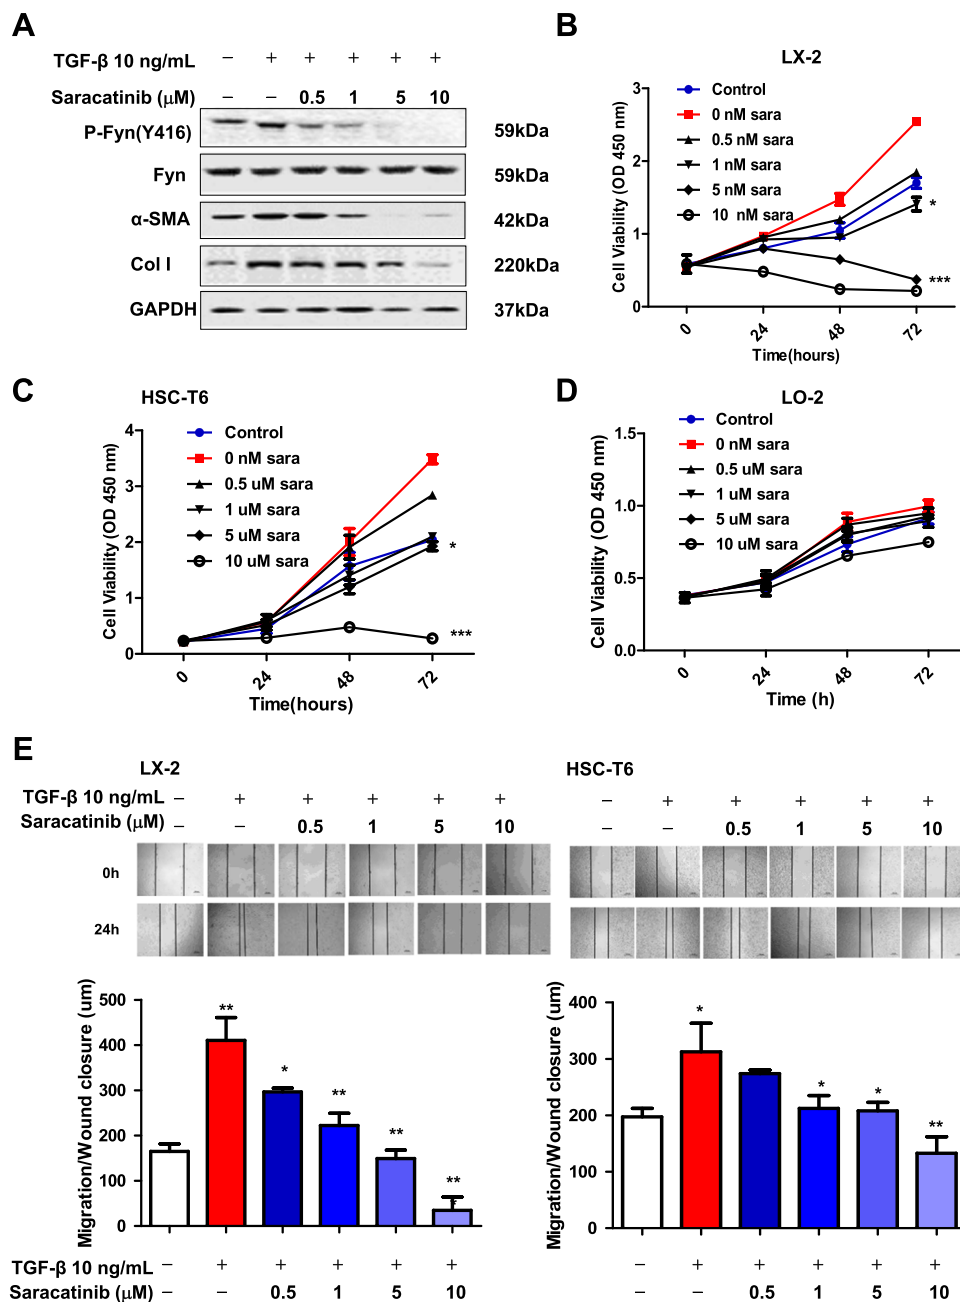 A
TGF-β 10 ng/mL – + + + + +
Saracatinib (μM) – – 0.5 1 5 10
P-Fyn(Y416) 59kDa
Fyn 59kDa
α-SMA 42kDa
Col I 220kDa
GAPDH 37kDa
B
LX-2
Control
0 nM sara
0.5 nM sara
1 nM sara
5 nM sara
10 nM sara
Cell Viability (OD 450 nm)
3
2
1
0
*
***
0 24 48 72
Time(hours)
C
HSC-T6
Control
0 nM sara
0.5 uM sara
1 uM sara
5 uM sara
10 uM sara
Cell Viability (OD 450 nm)
4
3
2
1
0
*
***
0 24 48 72
Time(hours)
D
LO-2
Control
0 nM sara
0.5 uM sara
1 uM sara
5 uM sara
10 uM sara
Cell Viability (OD 450 nm)
1.5
1.0
0.5
0.0
0 24 48 72
Time (h)
E
LX-2
TGF-β 10 ng/mL – + + + + +
Saracatinib (μM) – – 0.5 1 5 10
0h
24h
HSC-T6
– + + + + +
– – 0.5 1 5 10
Migration/Wound closure (um)
500
400
300
200
100
0
** * ** ** **
*
TGF-β 10 ng/mL – + + + + +
Saracatinib (μM) – – 0.5 1 5 10
Migration/Wound closure (um)
400
300
200
100
0
* * * **
– + + + + +
– – 0.5 1 5 10